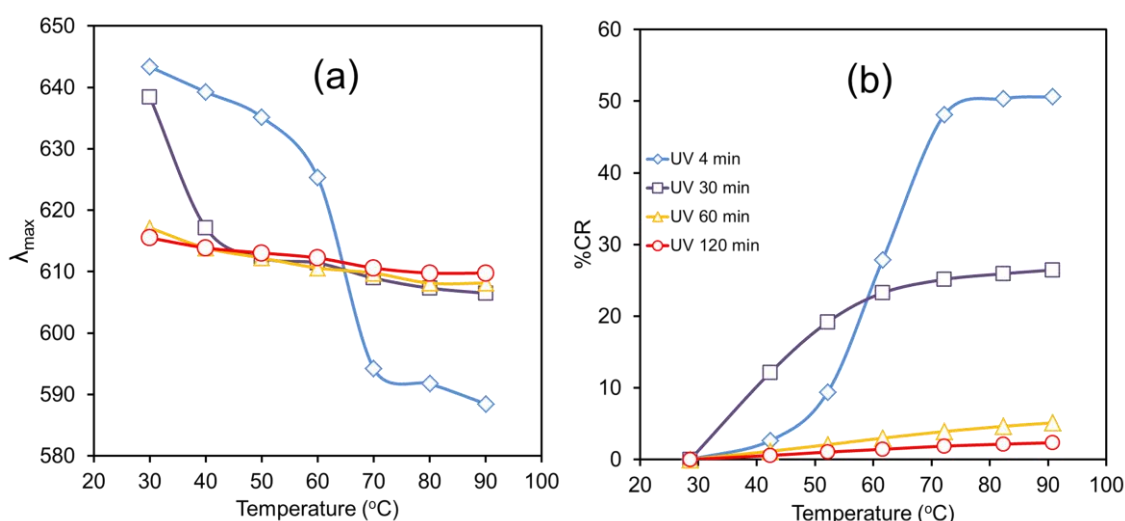 (a)
λmax
650
640
630
620
610
600
590
580
20 30 40 50 60 70 80 90 100
Temperature (°C)
(b)
%CR
60
50
40
30
20
10
0
UV 4 min
UV 30 min
UV 60 min
UV 120 min
20 30 40 50 60 70 80 90 100
Temperature (°C)